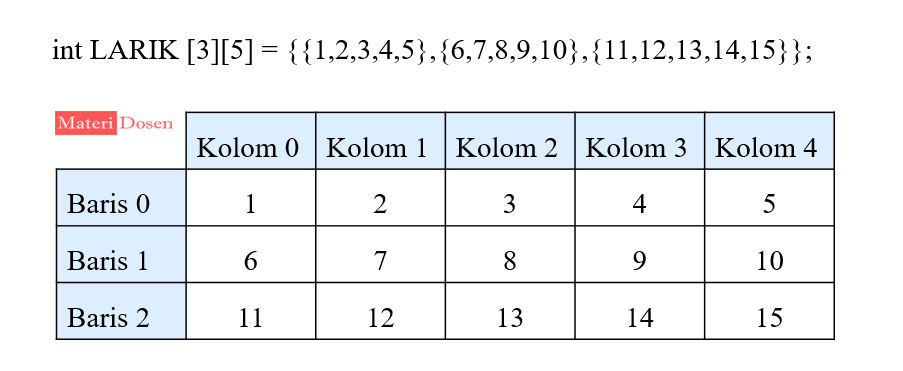 int LARIK [3][5] = {{1,2,3,4,5},{6,7,8,9,10},{11,12,13,14,15}};
Materi Dosen
Kolom 0 Kolom 1 Kolom 2 Kolom 3 Kolom 4
Baris 0 1 2 3 4 5
Baris 1 6 7 8 9 10
Baris 2 11 12 13 14 15